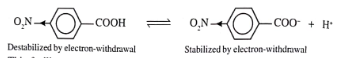 O₂N COOH ⇌ O₂N COO⁻ + H⁺
Destabilized by electron-withdrawal Stabilized by electron-withdrawal